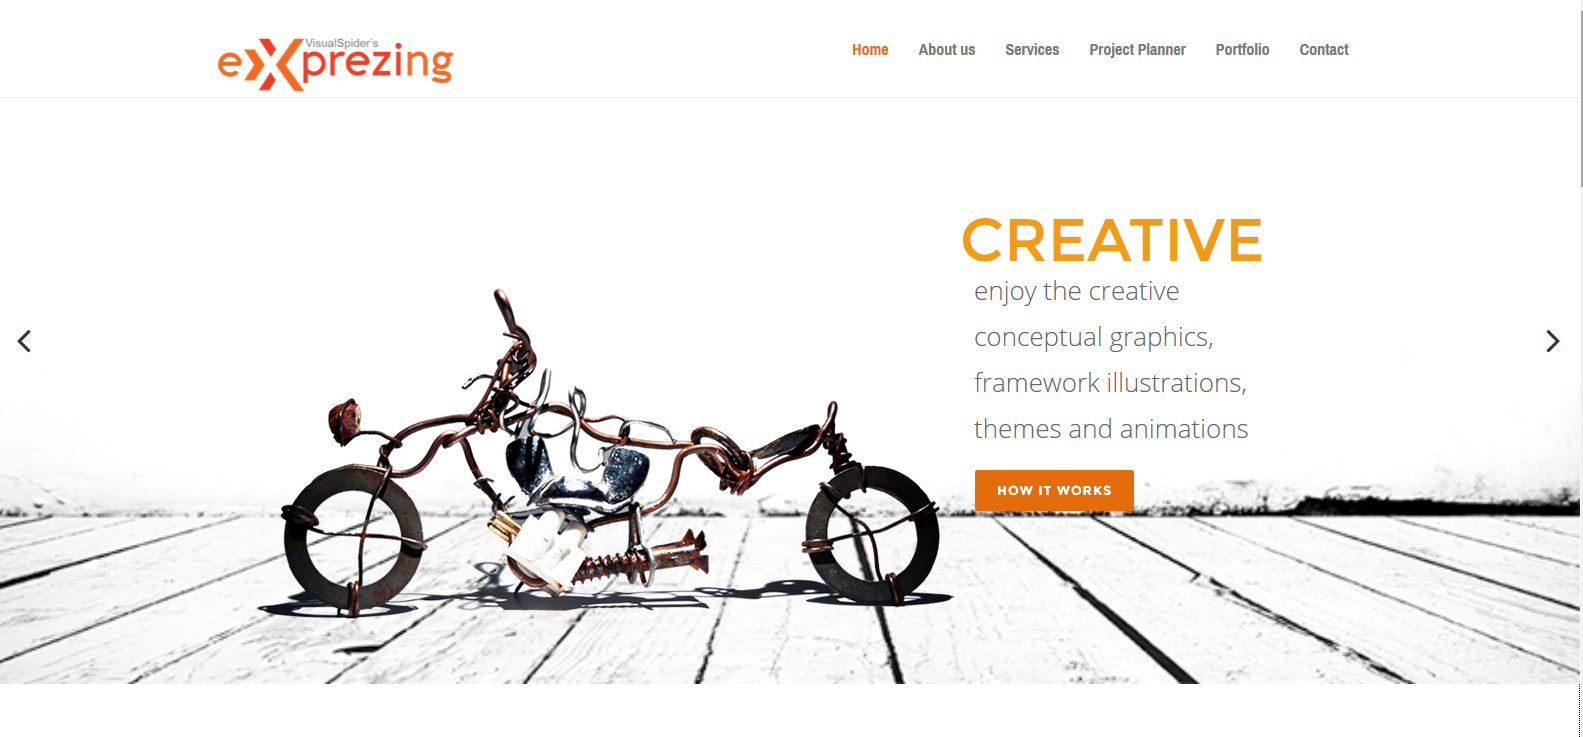 VisualSpider's
eXprezing
Home About us Services Project Planner Portfolio Contact
CREATIVE
enjoy the creative
conceptual graphics,
framework illustrations,
themes and animations
HOW IT WORKS